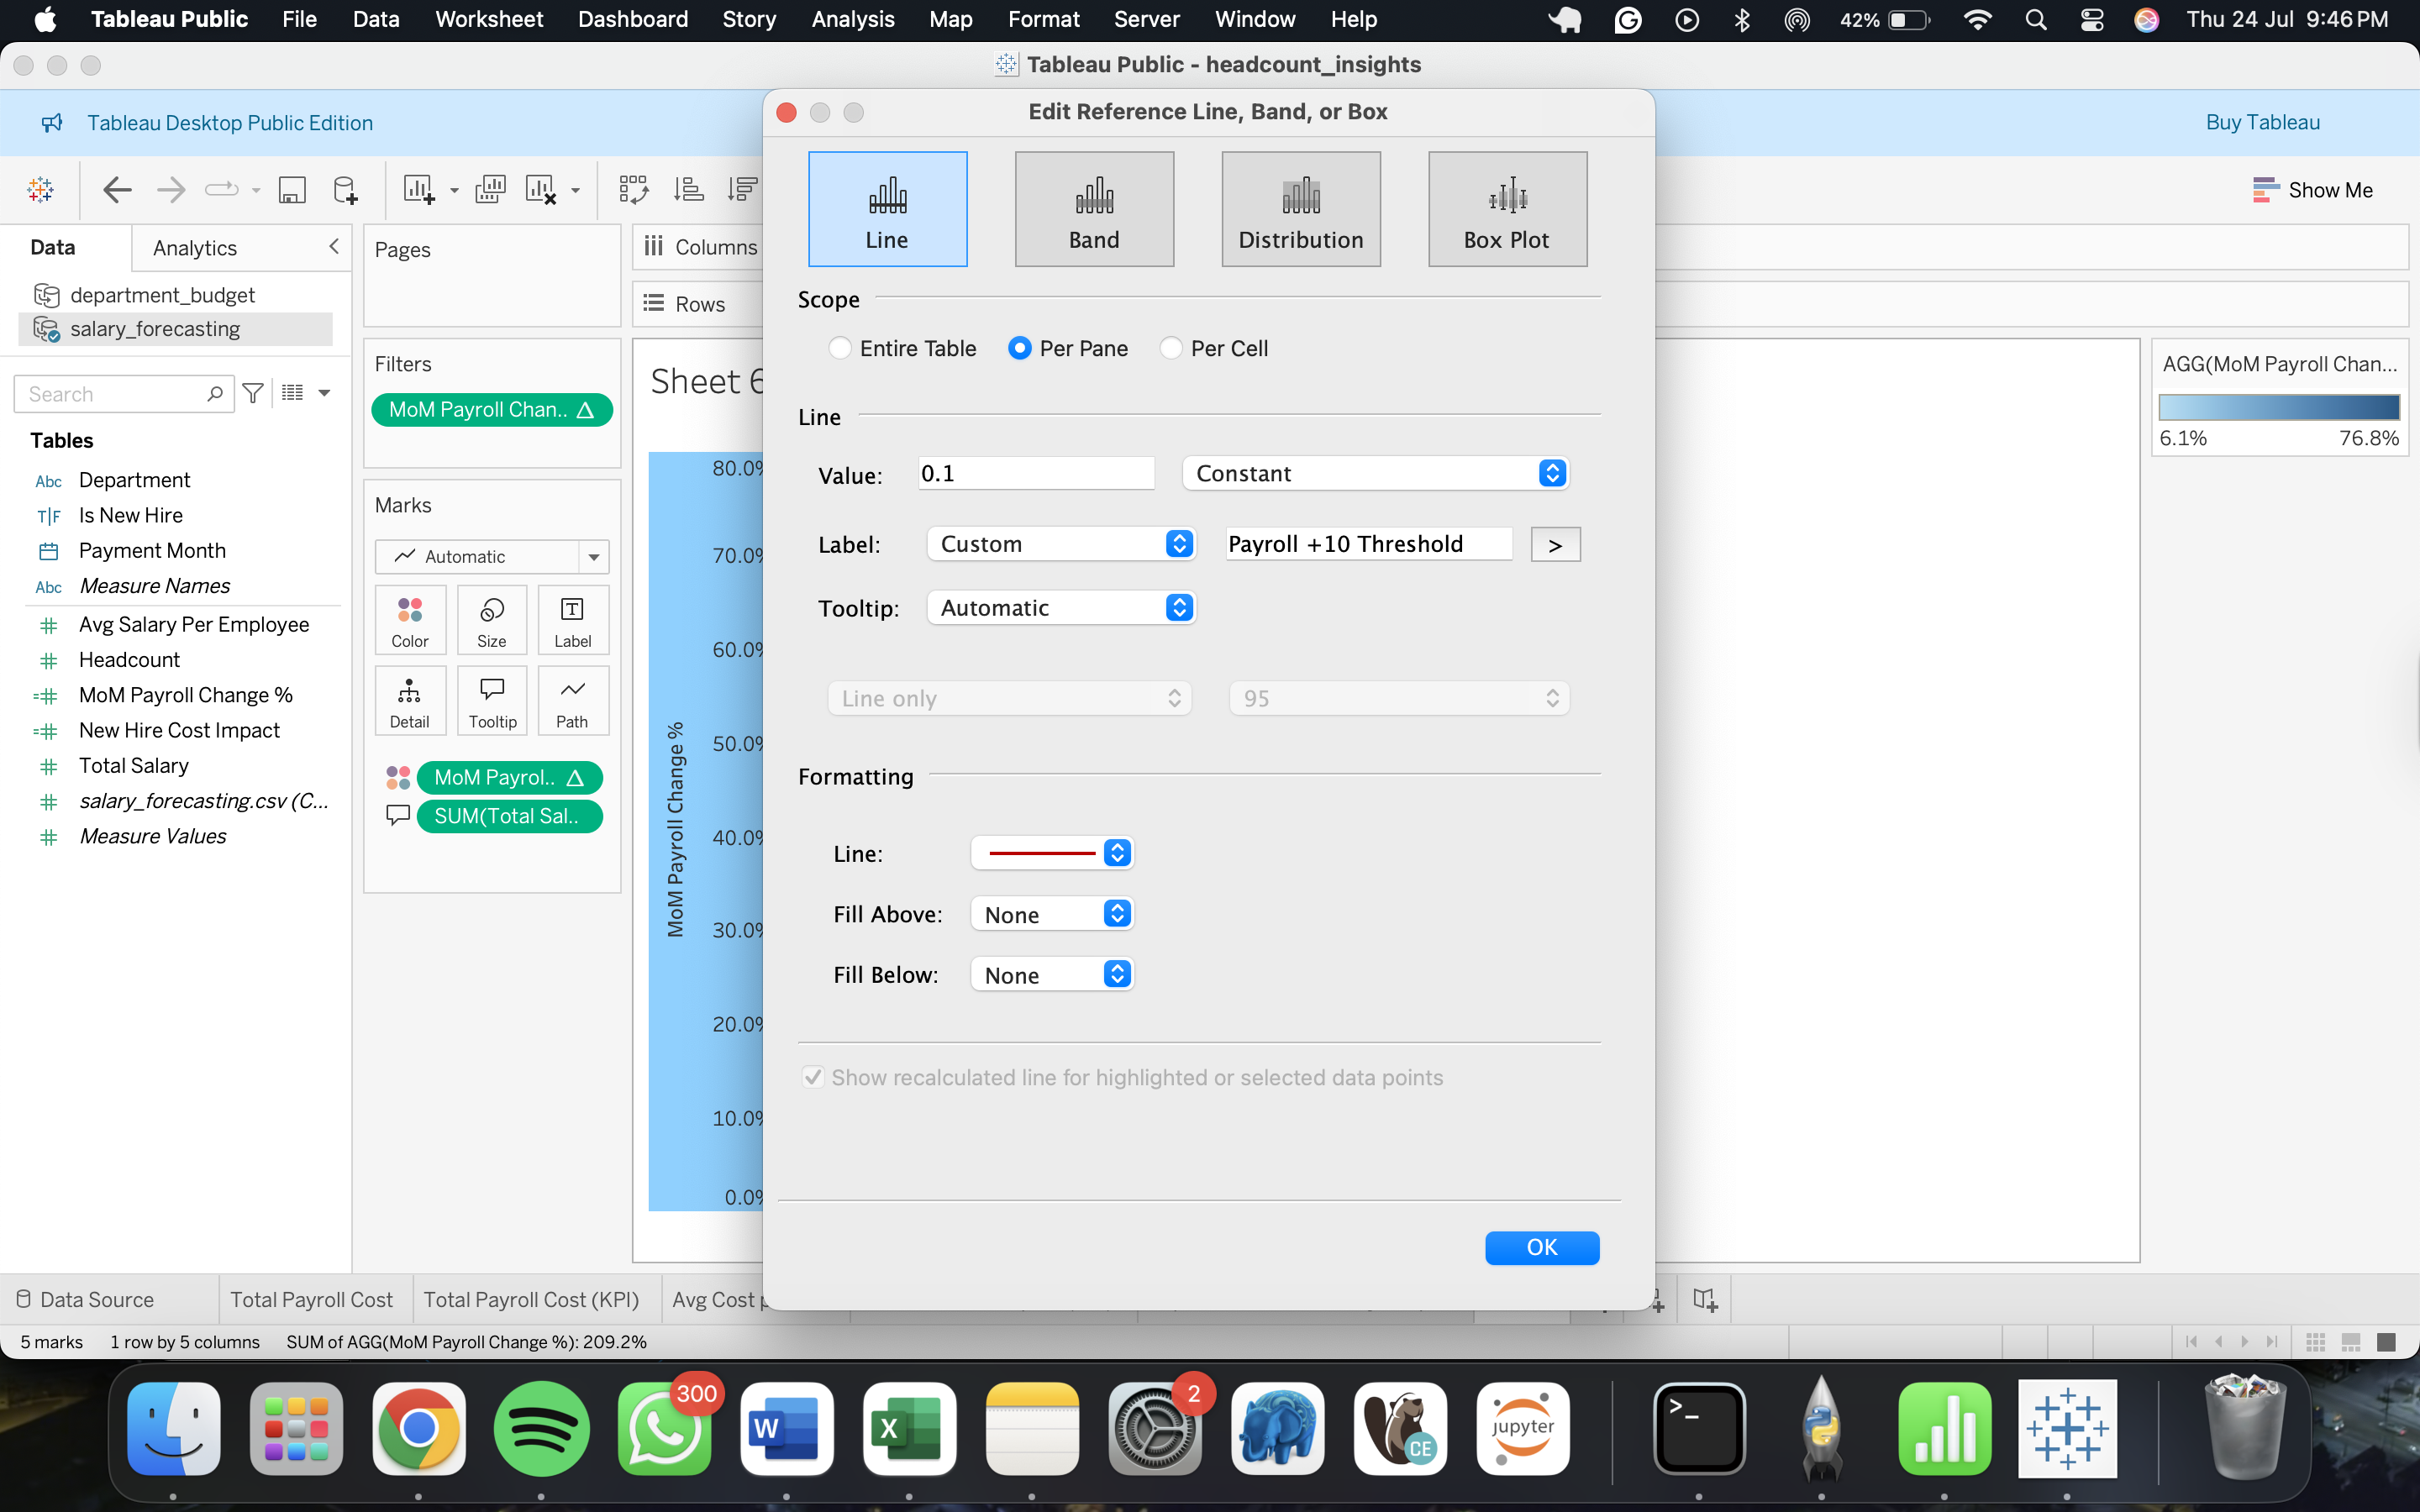 Tableau Public File Data Worksheet Dashboard Story Analysis Map Format Server Window Help 42% Thu 24 Jul 9:46 PM
Tableau Public - headcount_insights
Tableau Desktop Public Edition
Buy Tableau
Edit Reference Line, Band, or Box
Line
Band
Distribution
Box Plot
Show Me
Data
Analytics
Pages
Columns
Rows
department_budget
salary_forecasting
Search
Tables
Abc Department
T|F Is New Hire
Payment Month
Abc Measure Names
# Avg Salary Per Employee
# Headcount
=# MoM Payroll Change %
=# New Hire Cost Impact
# Total Salary
# salary_forecasting.csv (C...
# Measure Values
Filters
MoM Payroll Chan.. Δ
Marks
Automatic
Color
Size
Label
Detail
Tooltip
Path
MoM Payrol.. Δ
SUM(Total Sal..
Sheet 6
MoM Payroll Change %
80.0%
70.0%
60.0%
50.0%
40.0%
30.0%
20.0%
10.0%
0.0%
Scope
Entire Table
Per Pane
Per Cell
Line
Value: 0.1 Constant
Label: Custom Payroll +10 Threshold >
Tooltip: Automatic
Line only 95
Formatting
Line:
Fill Above: None
Fill Below: None
Show recalculated line for highlighted or selected data points
OK
AGG(MoM Payroll Chan...
6.1% 76.8%
Data Source
Total Payroll Cost
Total Payroll Cost (KPI)
Avg Cost p
5 marks 1 row by 5 columns SUM of AGG(MoM Payroll Change %): 209.2%
300
W
X
2
CE
jupyter
>_